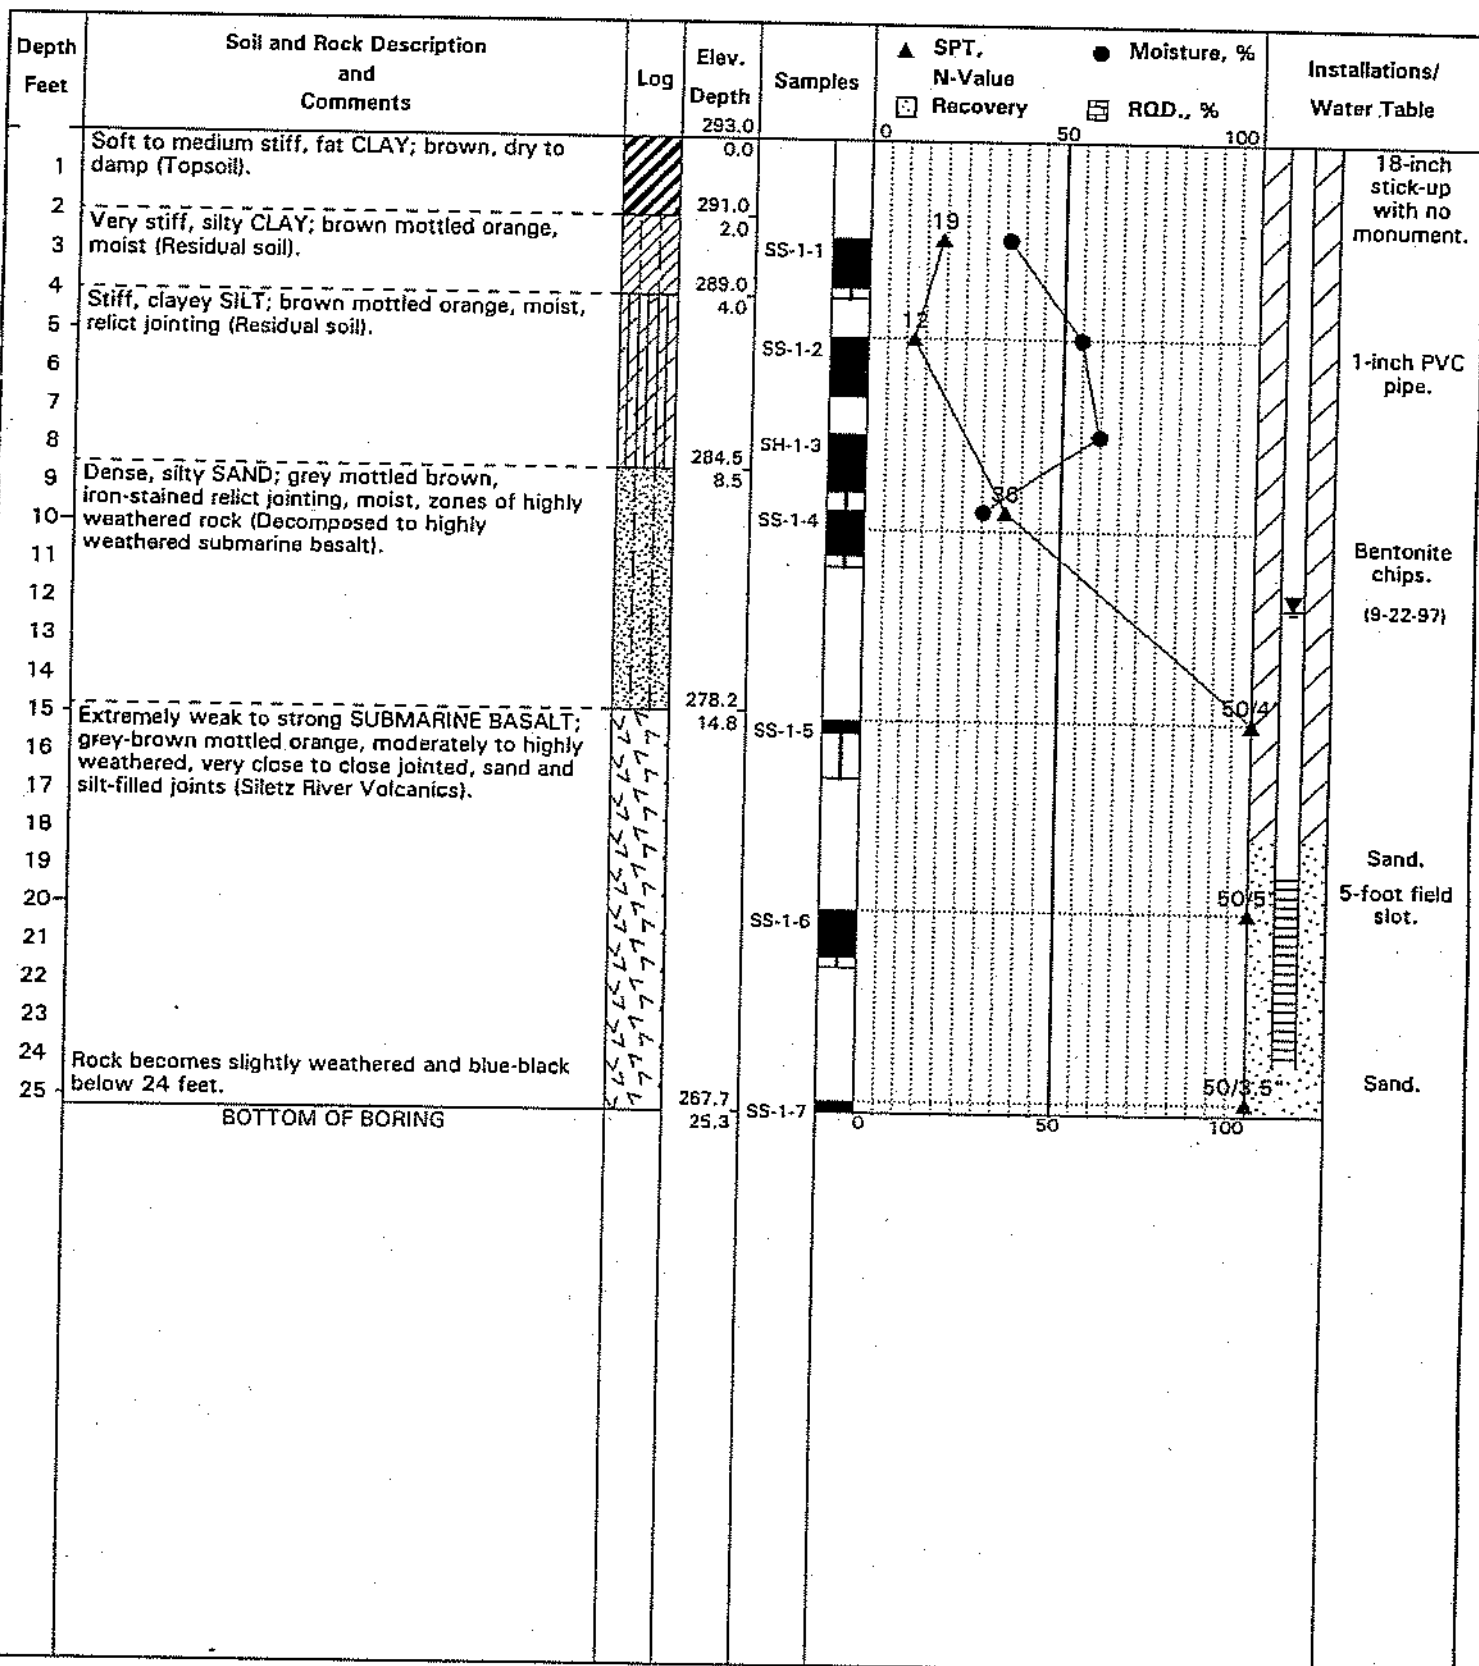 Depth
Feet
Soil and Rock Description
and
Comments
Log
Elev.
Depth
293.0
0.0
Samples
SPT,
N-Value
Recovery
Moisture, %
RQD., %
0 50 100
Installations/
Water Table
Soft to medium stiff, fat CLAY; brown, dry to
damp (Topsoil).
1
2
Very stiff, silty CLAY; brown mottled orange,
moist (Residual soil).
291.0
2.0
3
4
Stiff, clayey SILT; brown mottled orange, moist,
relict jointing (Residual soil).
289.0
4.0
5
6
7
8
Dense, silty SAND; grey mottled brown,
iron-stained relict jointing, moist, zones of highly
weathered rock (Decomposed to highly
weathered submarine basalt).
284.5
8.5
9
10
11
12
13
14
15
Extremely weak to strong SUBMARINE BASALT;
grey-brown mottled orange, moderately to highly
weathered, very close to close jointed, sand and
silt-filled joints (Siletz River Volcanics).
278.2
14.8
16
17
18
19
20
21
22
23
24
25
Rock becomes slightly weathered and blue-black
below 24 feet.
267.7
25.3
BOTTOM OF BORING
SS-1-1
SS-1-2
SH-1-3
SS-1-4
SS-1-5
SS-1-6
SS-1-7
19
12
50/4"
50/5"
50/3.5"
0 50 100
18-inch
stick-up
with no
monument.
1-inch PVC
pipe.
Bentonite
chips.
(9-22-97)
Sand.
5-foot field
slot.
Sand.